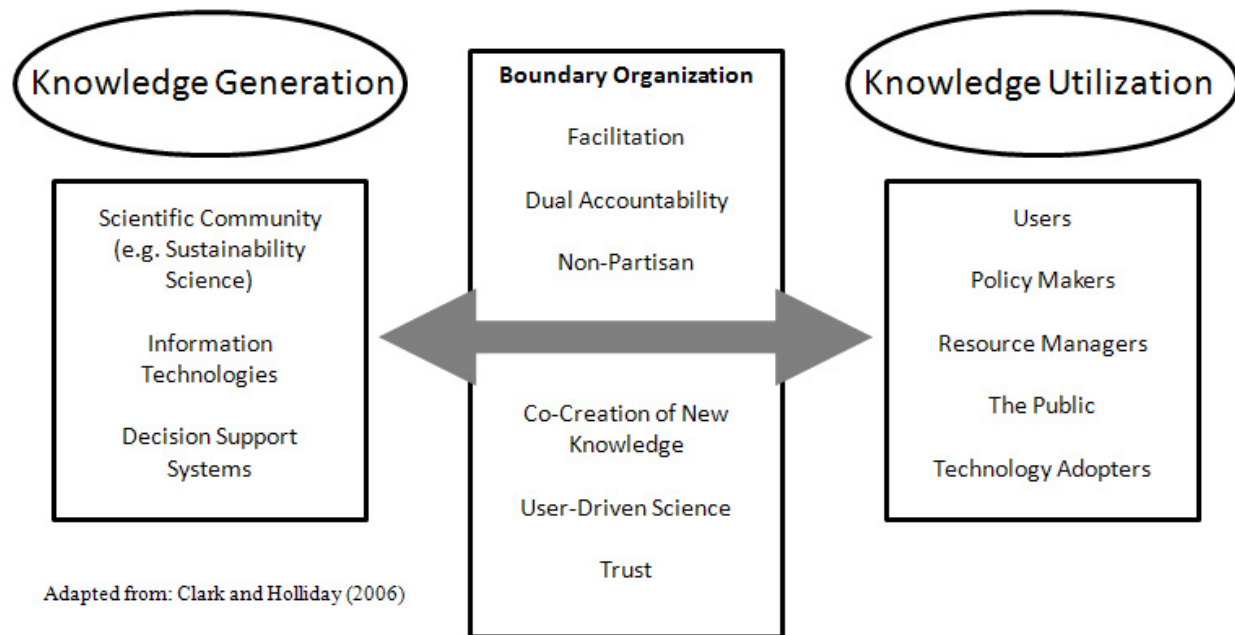 Knowledge Generation
Scientific Community
(e.g. Sustainability
Science)
Information
Technologies
Decision Support
Systems
Adapted from: Clark and Holliday (2006)
Boundary Organization
Facilitation
Dual Accountability
Non-Partisan
Co-Creation of New
Knowledge
User-Driven Science
Trust
Knowledge Utilization
Users
Policy Makers
Resource Managers
The Public
Technology Adopters